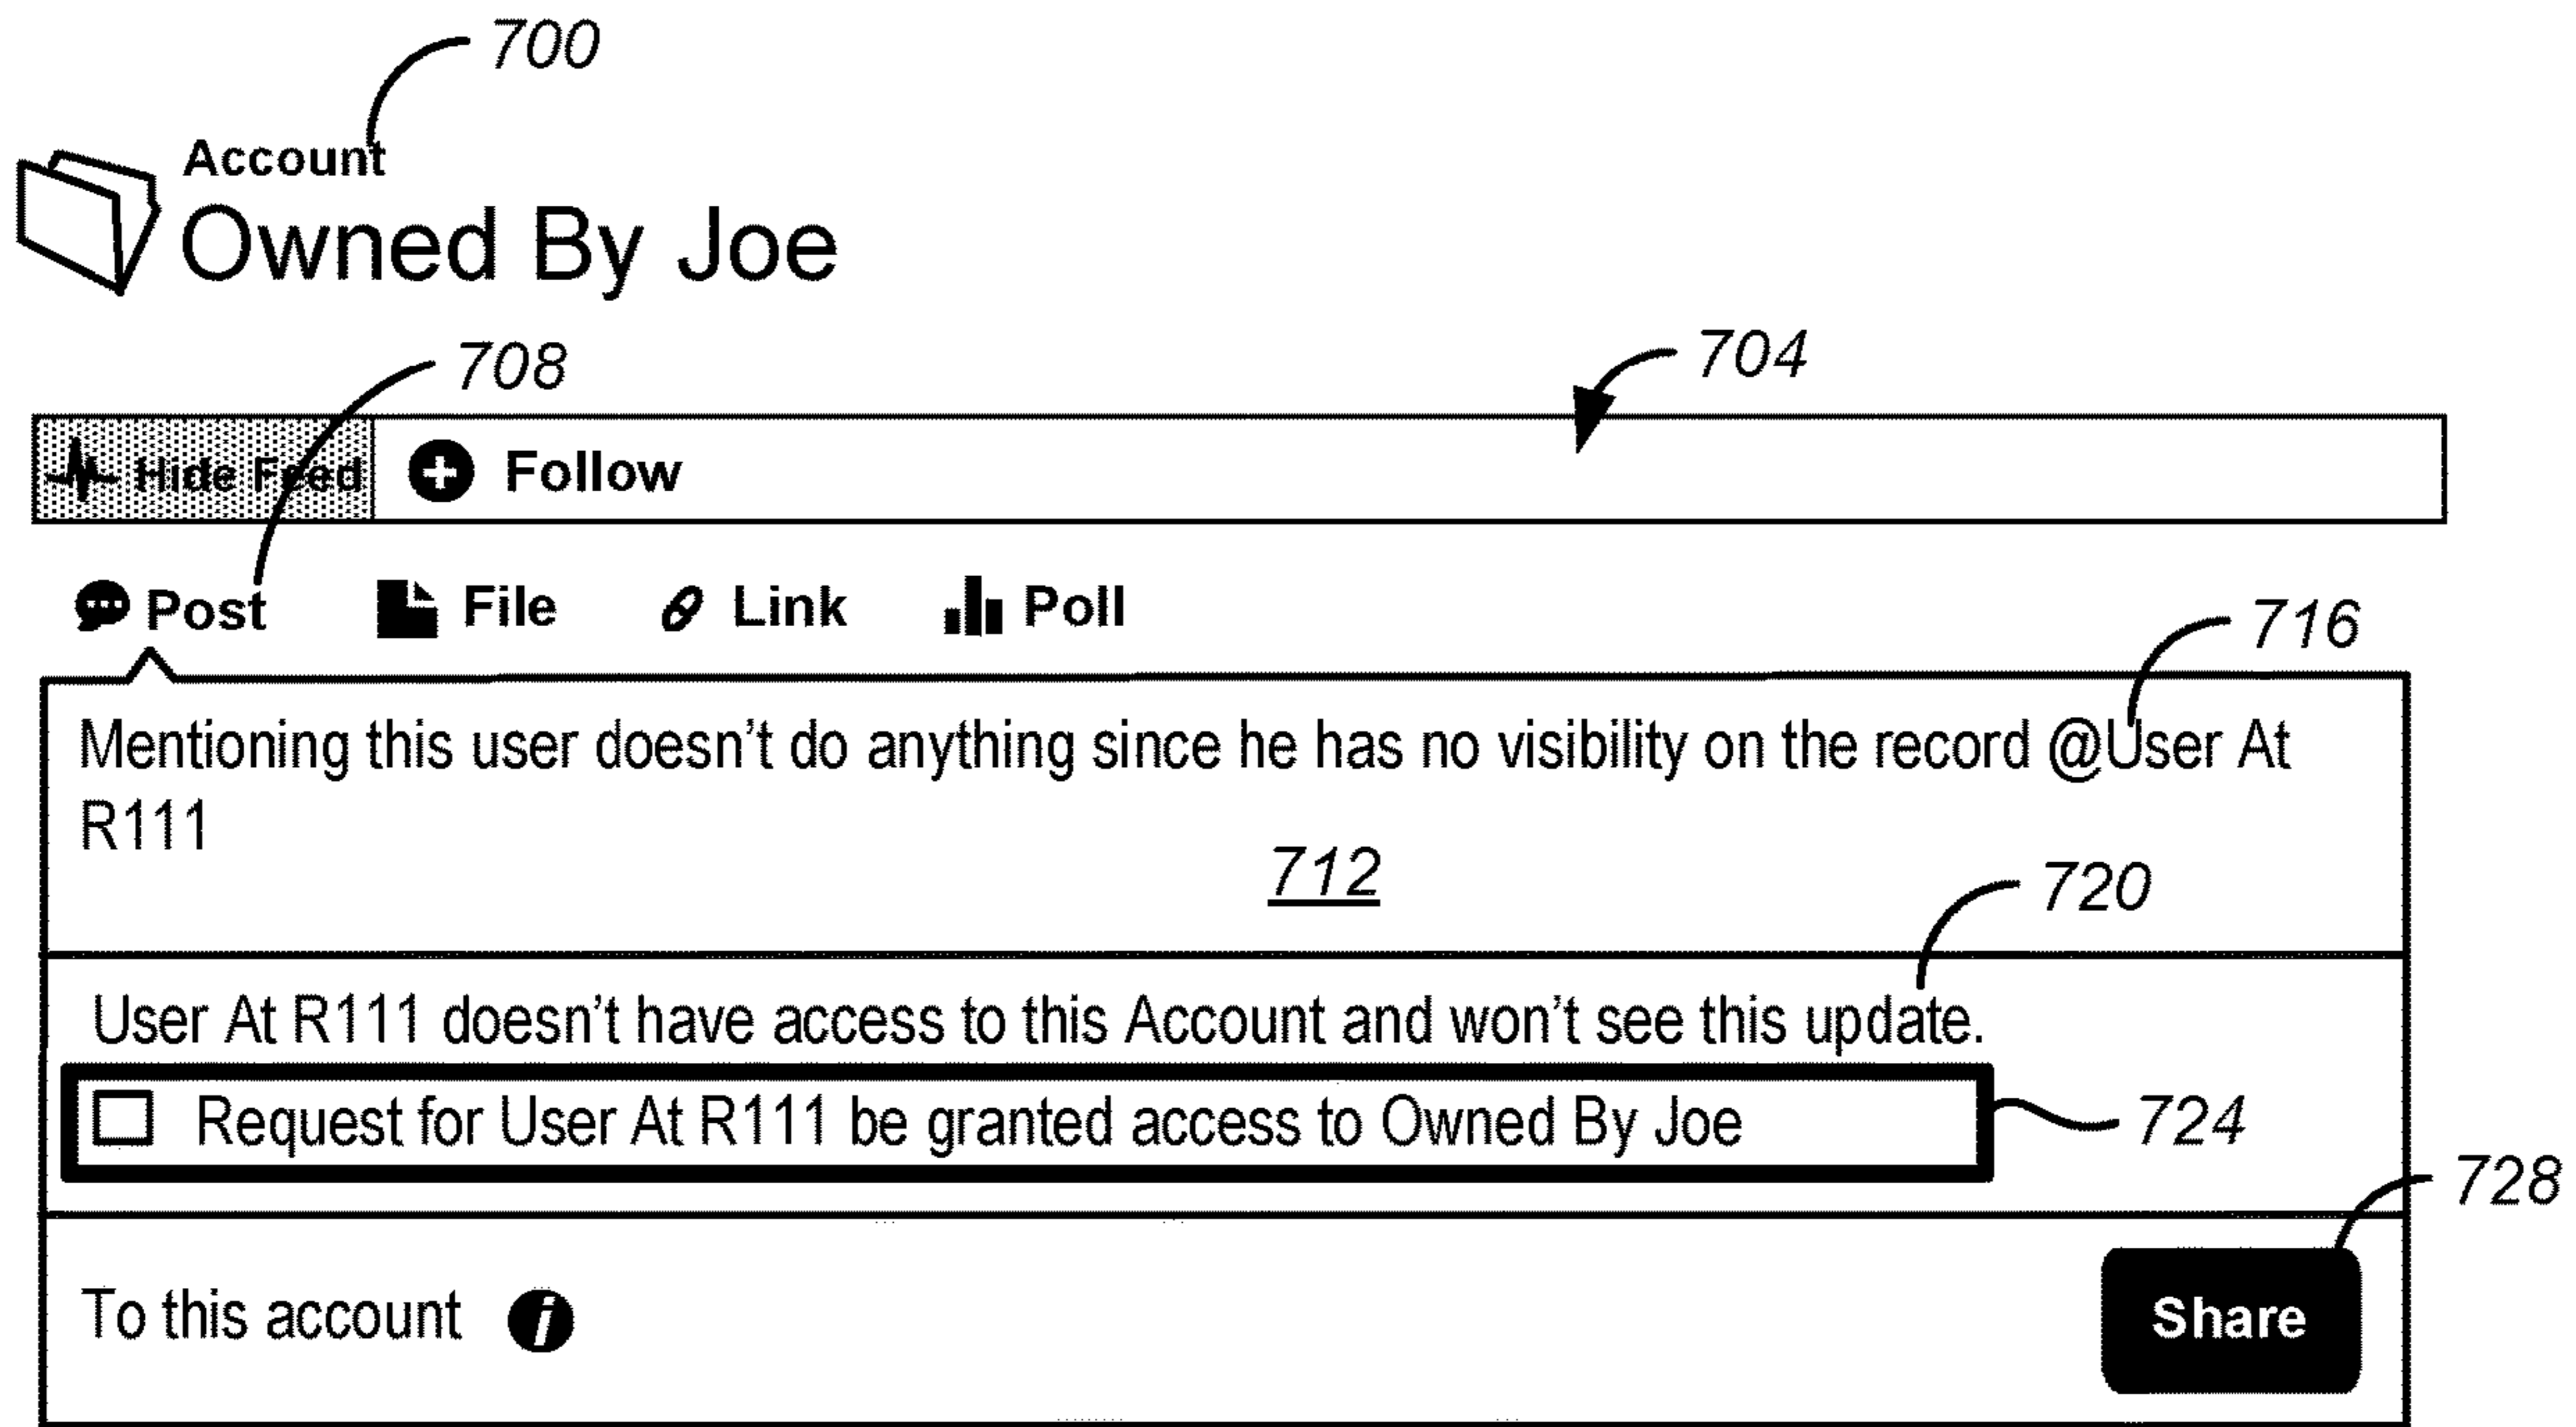 700
Account
Owned By Joe
708
704
Hide Feed Follow
Post File Link Poll
716
Mentioning this user doesn't do anything since he has no visibility on the record @User At
R111
712
720
User At R111 doesn't have access to this Account and won't see this update.
Request for User At R111 be granted access to Owned By Joe
724
728
To this account i
Share